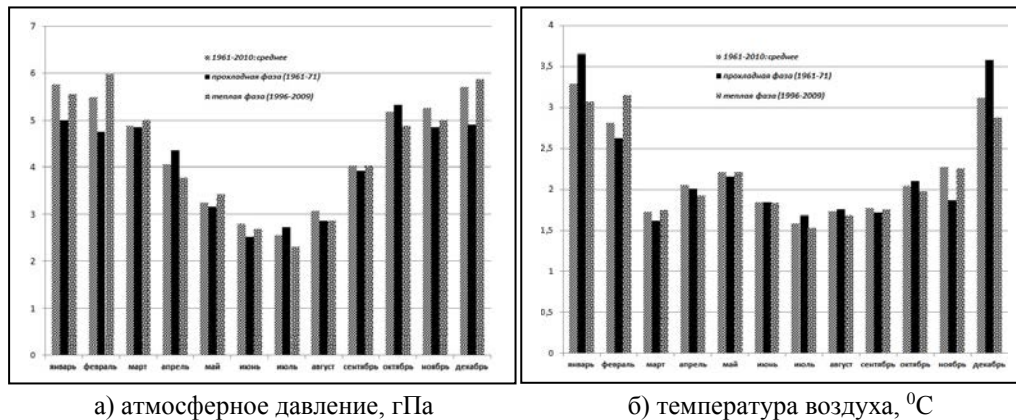 7
6
5
4
3
2
1
0
1961-2010:среднее
прохладная фаза (1961-71)
теплая фаза (1996-2009)
январь февраль март апрель май июнь июль август сентябрь октябрь ноябрь декабрь
4
3,5
3
2,5
2
1,5
1
0,5
0
1961-2010:среднее
прохладная фаза (1961-71)
теплая фаза (1996-2009)
январь февраль март апрель май июнь июль август сентябрь октябрь ноябрь декабрь
а) атмосферное давление, гПа
б) температура воздуха, ⁰С